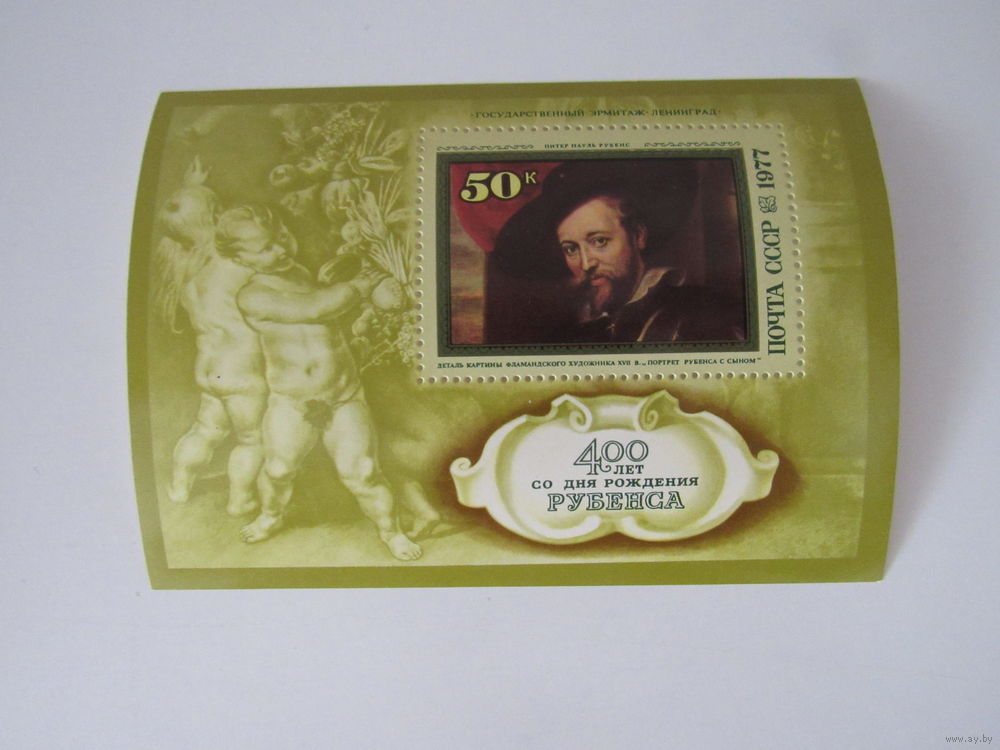 ·ГОСУДАРСТВЕННЫЙ ЭРМИТАЖ· ЛЕНИНГРАД·
ПИТЕР ПАУЛЬ РУБЕНС
50К
ПОЧТА СССР 1977
ДЕТАЛЬ КАРТИНЫ ФЛАМАНДСКОГО ХУДОЖНИКА XVII В. „ПОРТРЕТ РУБЕНСА С СЫНОМ"
400
ЛЕТ
СО ДНЯ РОЖДЕНИЯ
РУБЕНСА
www.ay.by